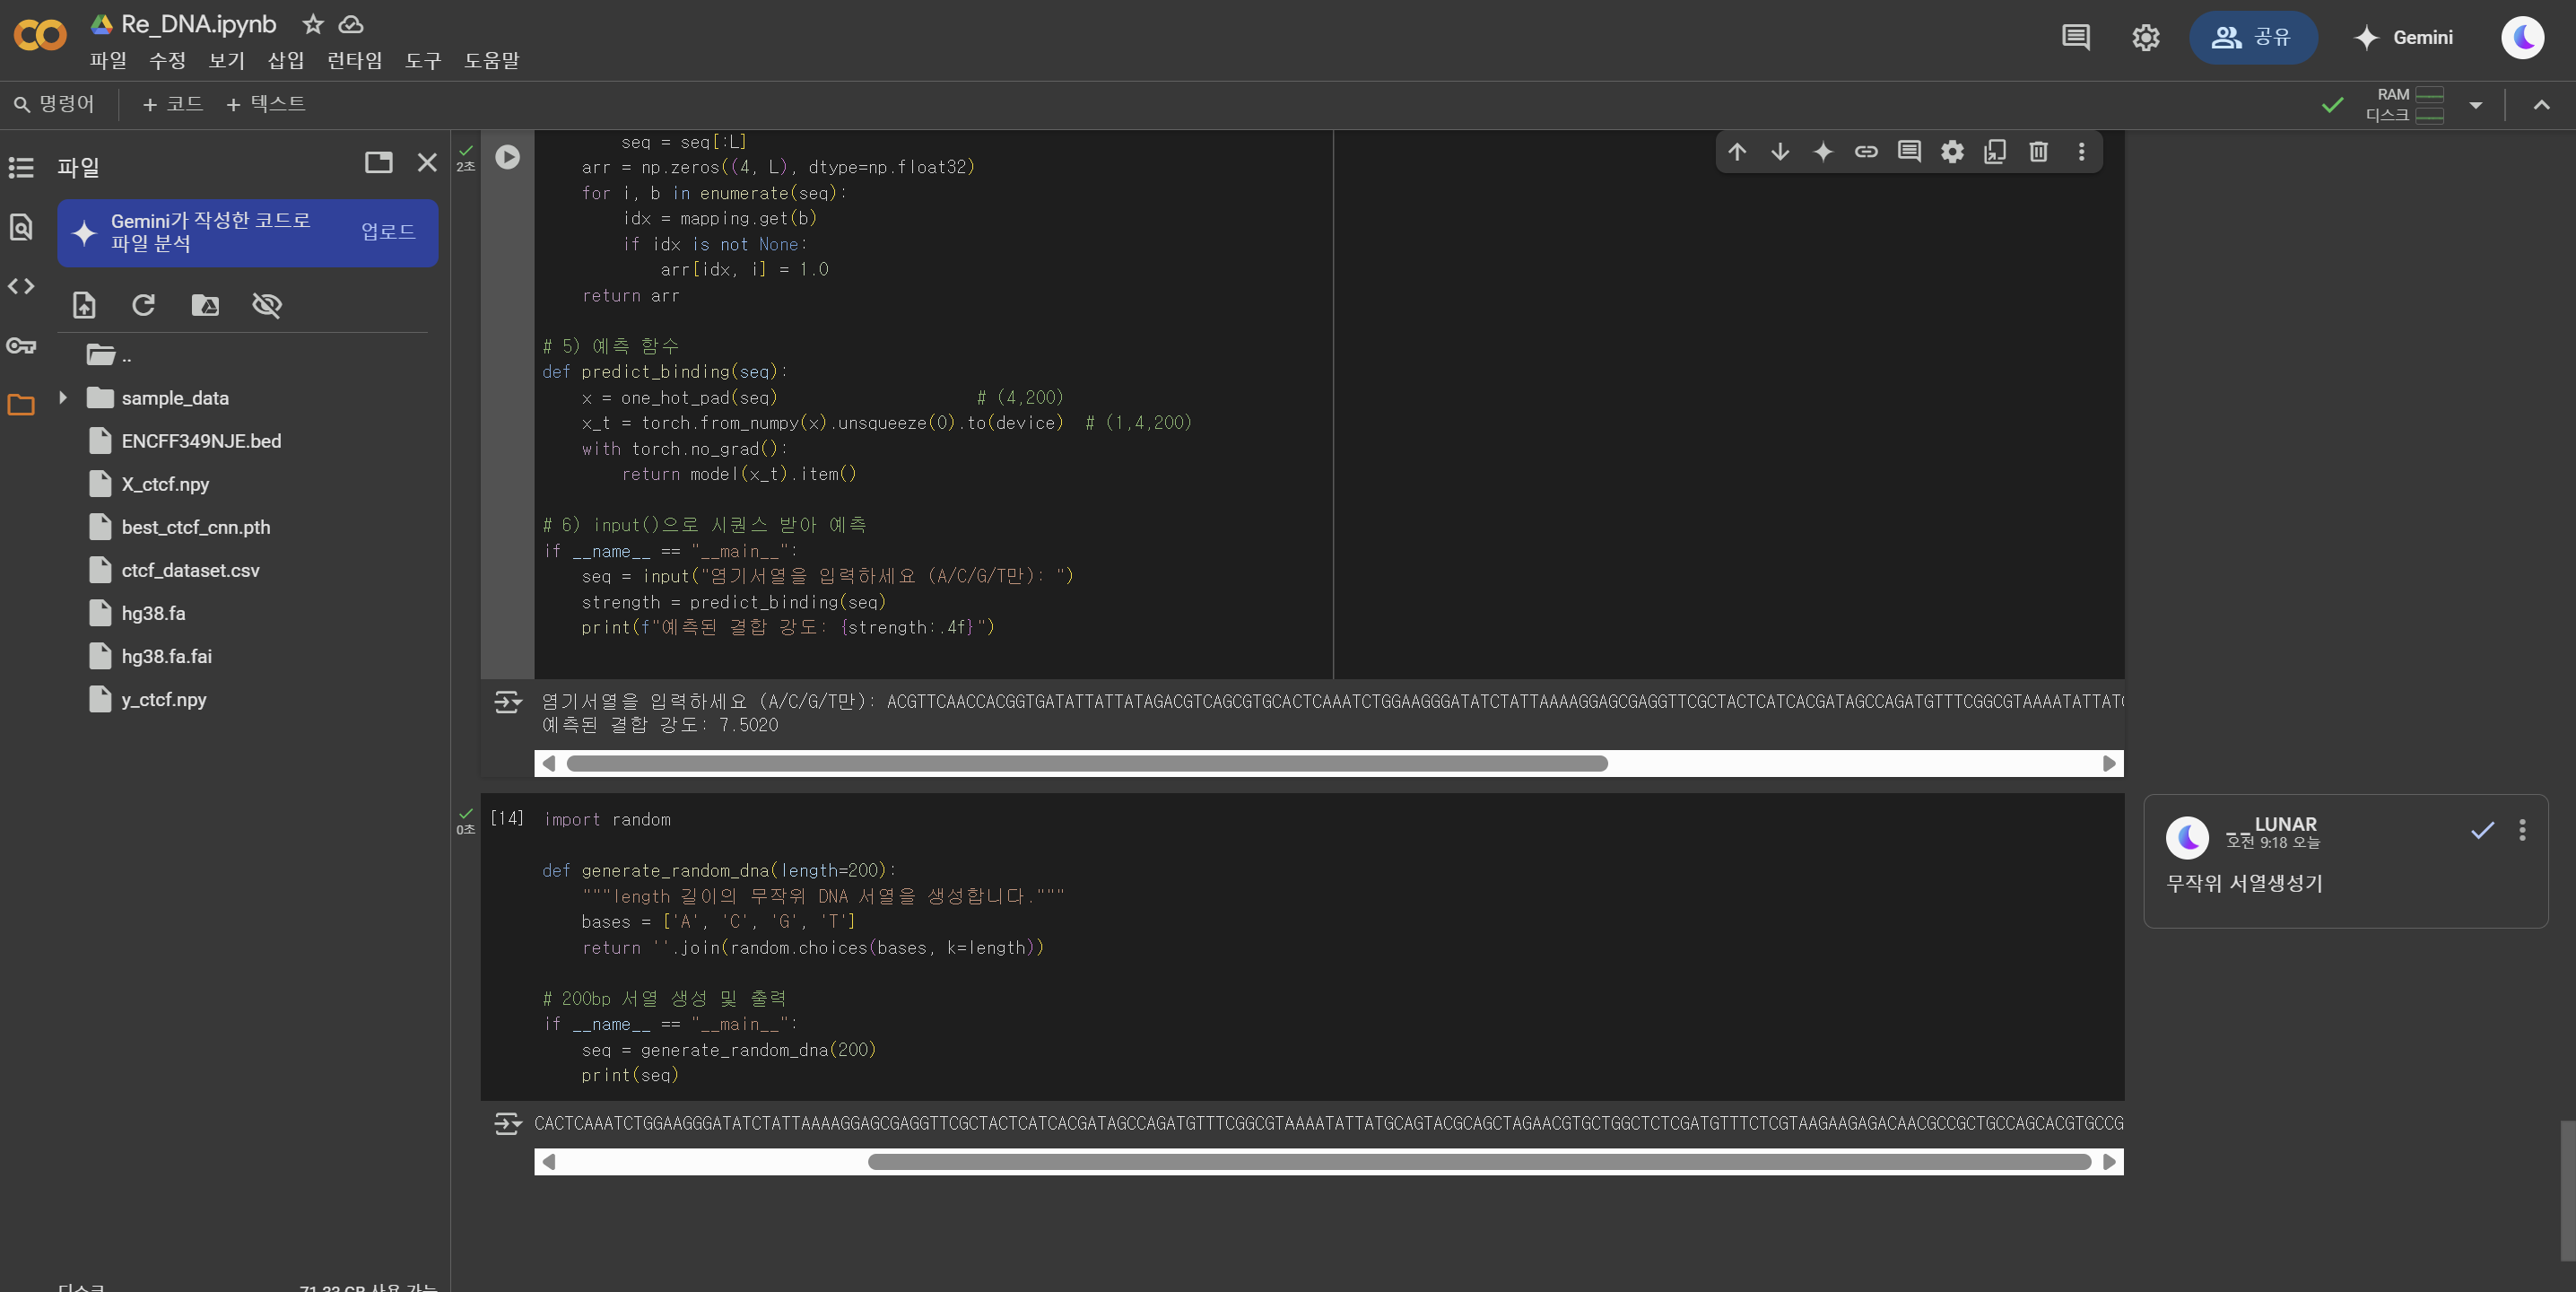 Re_DNA.ipynb
파일 수정 보기 삽입 런타임 도구 도움말
공유
Gemini
명령어
+ 코드 + 텍스트
RAM
디스크
파일
Gemini가 작성한 코드로
파일 분석
업로드
..
sample_data
ENCFF349NJE.bed
X_ctcf.npy
best_ctcf_cnn.pth
ctcf_dataset.csv
hg38.fa
hg38.fa.fai
y_ctcf.npy
2초
seq = seq[:L]
arr = np.zeros((4, L), dtype=np.float32)
for i, b in enumerate(seq):
idx = mapping.get(b)
if idx is not None:
arr[idx, i] = 1.0
return arr
# 5) 예측 함수
def predict_binding(seq):
x = one_hot_pad(seq) # (4,200)
x_t = torch.from_numpy(x).unsqueeze(0).to(device) # (1,4,200)
with torch.no_grad():
return model(x_t).item()
# 6) input()으로 시퀀스 받아 예측
if __name__ == "__main__":
seq = input("염기서열을 입력하세요 (A/C/G/T만): ")
strength = predict_binding(seq)
print(f"예측된 결합 강도: {strength:.4f}")
염기서열을 입력하세요 (A/C/G/T만): ACGTTCAACCACGGTGATATTATTATAGACGTCAGCGTGCACTCAAATCTGGAAGGGATATCTATTAAAAGGAGCGAGGTTCGCTACTCATCACGATAGCCAGATGTTTCGGCGTAAAATATTATG
예측된 결합 강도: 7.5020
0초
[14] import random
def generate_random_dna(length=200):
"""length 길이의 무작위 DNA 서열을 생성합니다."""
bases = ['A', 'C', 'G', 'T']
return ''.join(random.choices(bases, k=length))
# 200bp 서열 생성 및 출력
if __name__ == "__main__":
seq = generate_random_dna(200)
print(seq)
CACTCAAATCTGGAAGGGATATCTATTAAAAGGAGCGAGGTTCGCTACTCATCACGATAGCCAGATGTTTCGGCGTAAAATATTATGCAGTACGCAGCTAGAACGTGCTGGCTCTCGATGTTTCTCGTAAGAAGAGACAACGCCGCTGCCAGCACGTGCCG
_ _ LUNAR
오전 9:18 오늘
무작위 서열생성기
디스크 71.33 GB 사용 가능